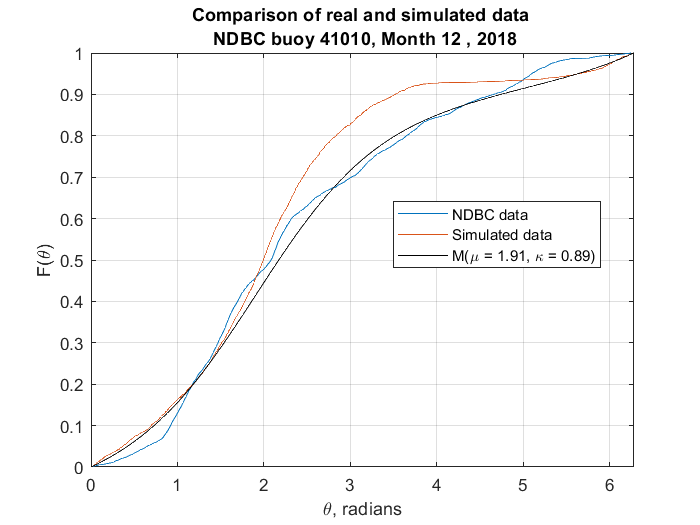 Comparison of real and simulated data
NDBC buoy 41010, Month 12 , 2018
1
0.9
0.8
0.7
0.6
0.5
0.4
0.3
0.2
0.1
0
F(θ)
NDBC data
Simulated data
M(μ = 1.91, κ = 0.89)
0 1 2 3 4 5 6
θ, radians